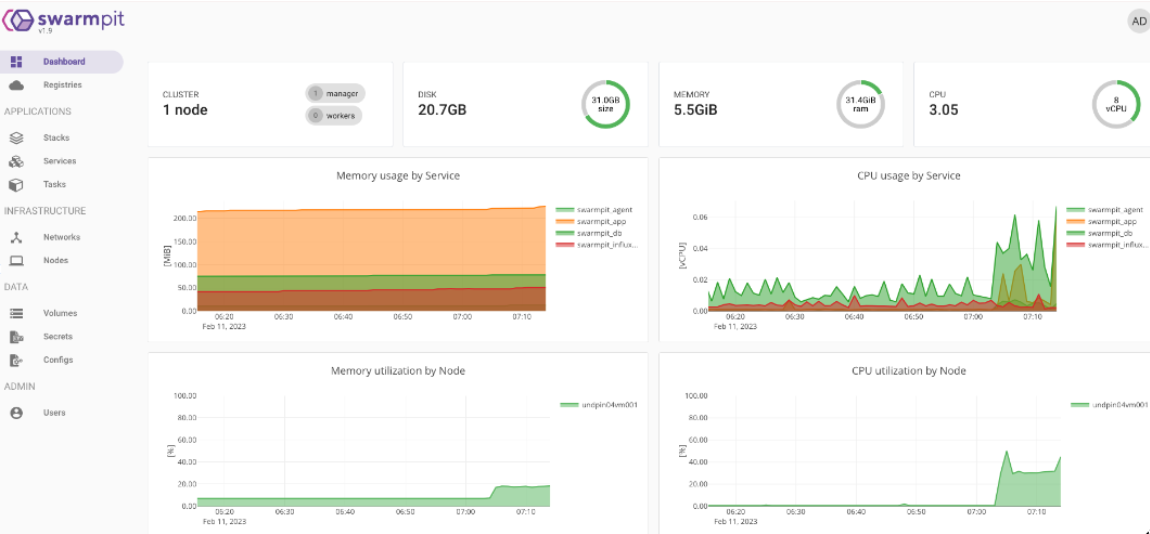 swarmpit
v1.9
AD
Dashboard
Registries
APPLICATIONS
Stacks
Services
Tasks
INFRASTRUCTURE
Networks
Nodes
DATA
Volumes
Secrets
Configs
ADMIN
Users
CLUSTER
1 node
1 manager
0 workers
DISK
20.7GB
31.0GB
size
MEMORY
5.5GiB
31.4GiB
ram
CPU
3.05
8
vCPU
Memory usage by Service
[MiB]
200.00
150.00
100.00
50.00
0.00
06:20 06:30 06:40 06:50 07:00 07:10
Feb 11, 2023
swarmpit_agent
swarmpit_app
swarmpit_db
swarmpit_influx...
CPU usage by Service
[vCPU]
0.06
0.04
0.02
0.00
06:20 06:30 06:40 06:50 07:00 07:10
Feb 11, 2023
swarmpit_agent
swarmpit_app
swarmpit_db
swarmpit_influx...
Memory utilization by Node
[%]
100.00
80.00
60.00
40.00
20.00
0.00
06:20 06:30 06:40 06:50 07:00 07:10
Feb 11, 2023
undpin04vm001
CPU utilization by Node
[%]
100.00
80.00
60.00
40.00
20.00
0.00
06:20 06:30 06:40 06:50 07:00 07:10
Feb 11, 2023
undpin04vm001